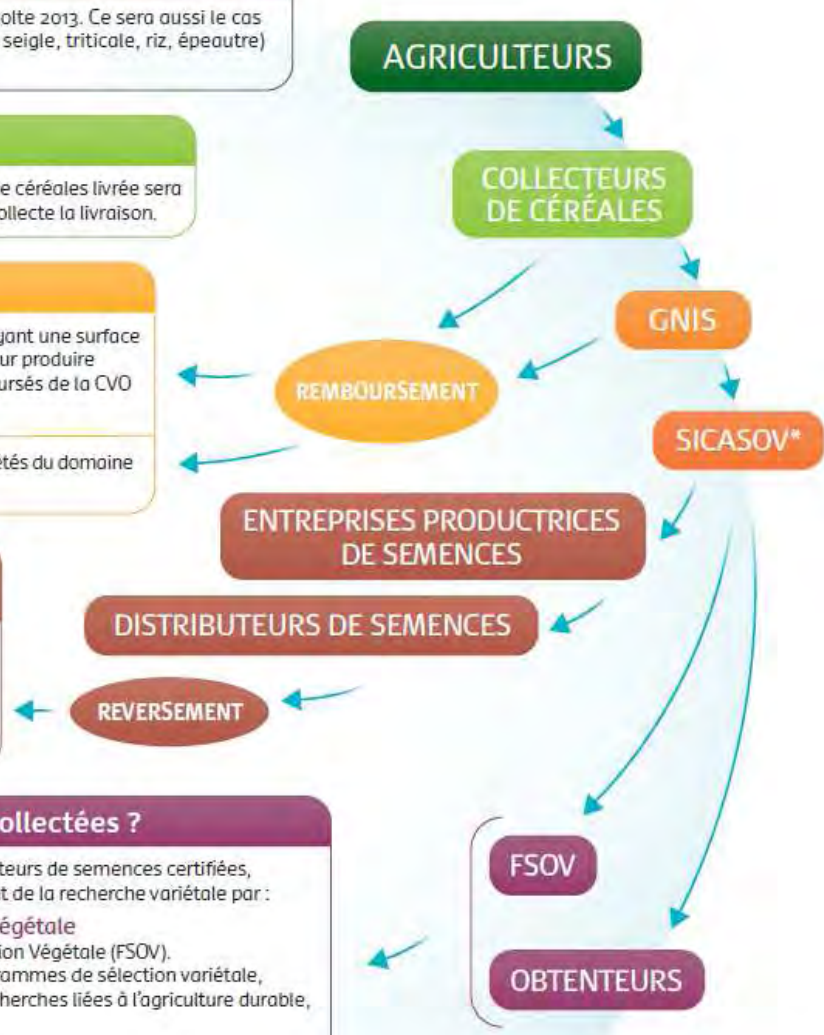 olte 2013. Ce sera aussi le cas
seigle, triticale, riz, épeautre)
AGRICULTEURS
e céréales livrée sera
ollecte la livraison.
COLLECTEURS
DE CÉRÉALES
GNIS
yant une surface
ur produire
oursés de la CVO
étés du domaine
REMBOURSEMENT
SICASOV*
ENTREPRISES PRODUCTRICES
DE SEMENCES
DISTRIBUTEURS DE SEMENCES
REVERSEMENT
ollectées ?
teurs de semences certifiées,
t de la recherche variétale par :
égétale
ion Végétale (FSOV).
rammes de sélection variétale,
cherches liées à l'agriculture durable,
FSOV
OBTENTEURS